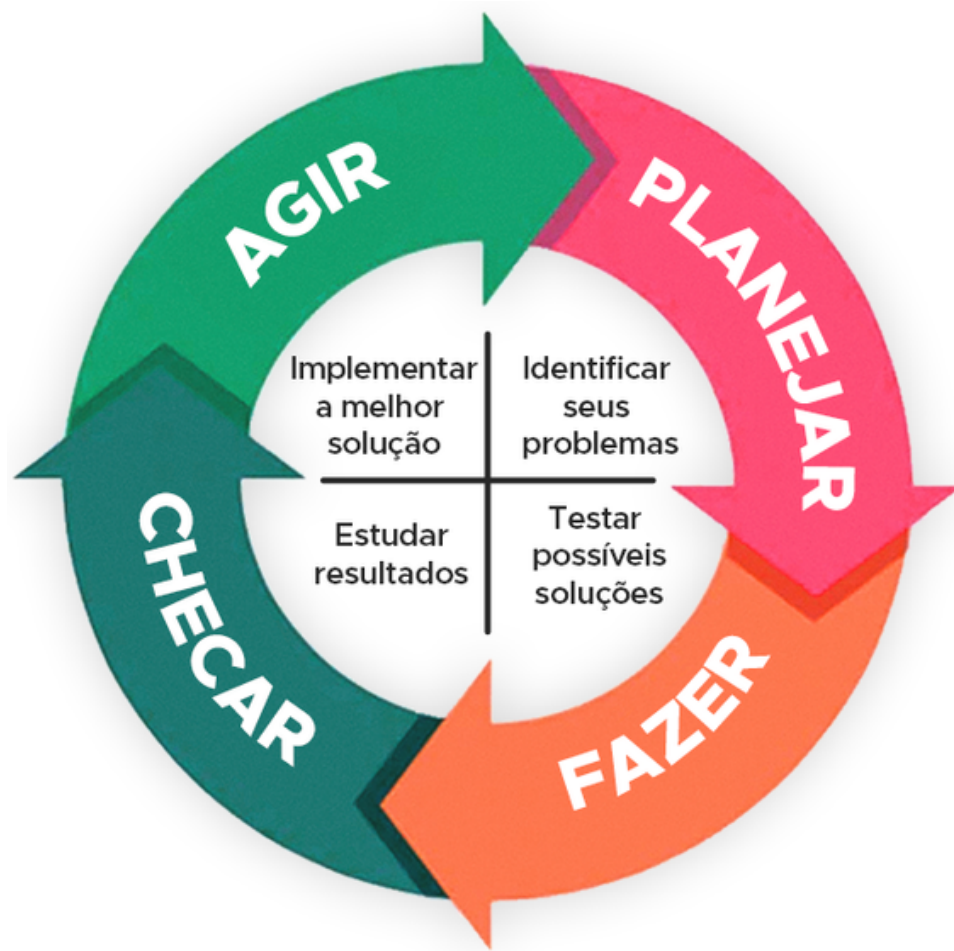 AGIR
PLANEJAR
Implementar
a melhor
solução
Identificar
seus
problemas
Estudar
resultados
Testar
possíveis
soluções
CHECAR
FAZER